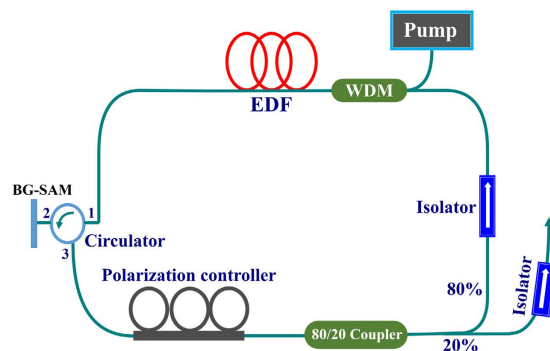 Pump
WDM
EDF
BG-SAM
2
1
3
Circulator
Isolator
Isolator
Polarization controller
80%
80/20 Coupler
20%